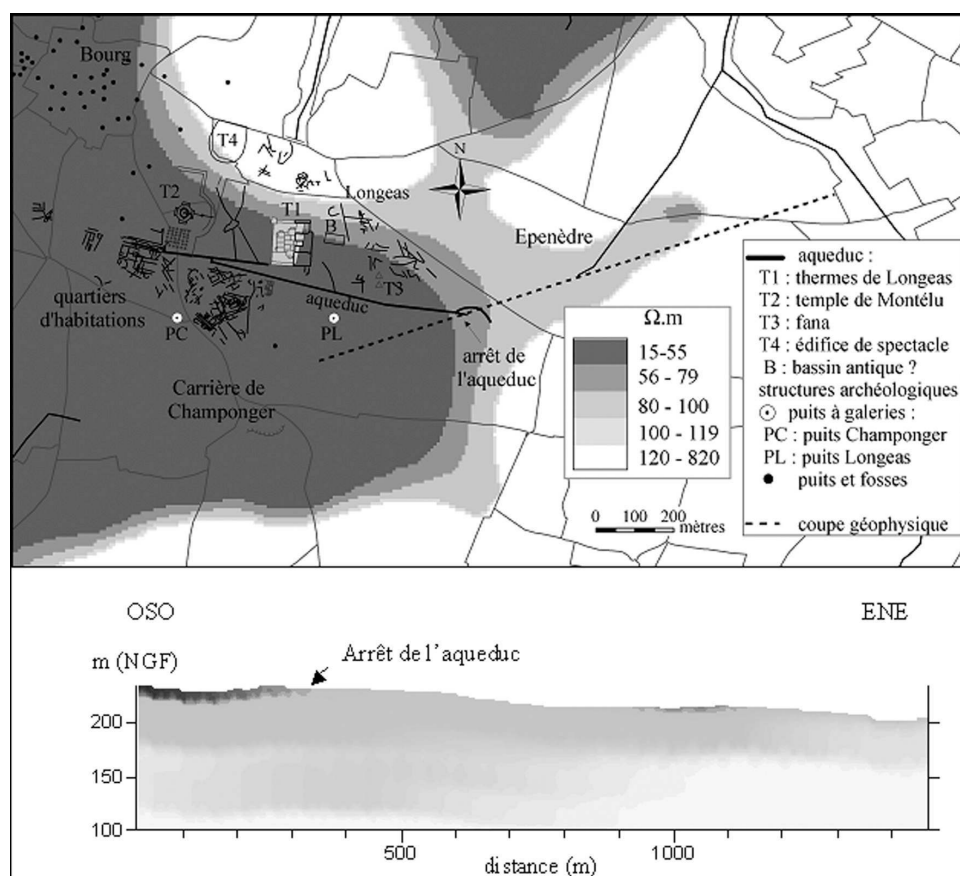 Bourg
T4
N
T2
T1
Longeas
C
B
Epenèdre
T3
quartiers
d'habitations
aqueduc
PC
PL
arrêt de
l'aqueduc
Carrière de
Champonger
Ω.m
15-55
56 - 79
80 - 100
100 - 119
120 - 820
0 100 200
mètres
aqueduc :
T1 : thermes de Longeas
T2 : temple de Montélu
T3 : fana
T4 : édifice de spectacle
B : bassin antique ?
structures archéologiques
puits à galeries :
PC : puits Champonger
PL : puits Longeas
puits et fosses
coupe géophysique
OSO
ENE
m (NGF)
Arrêt de l'aqueduc
200
150
100
500
1000
distance (m)